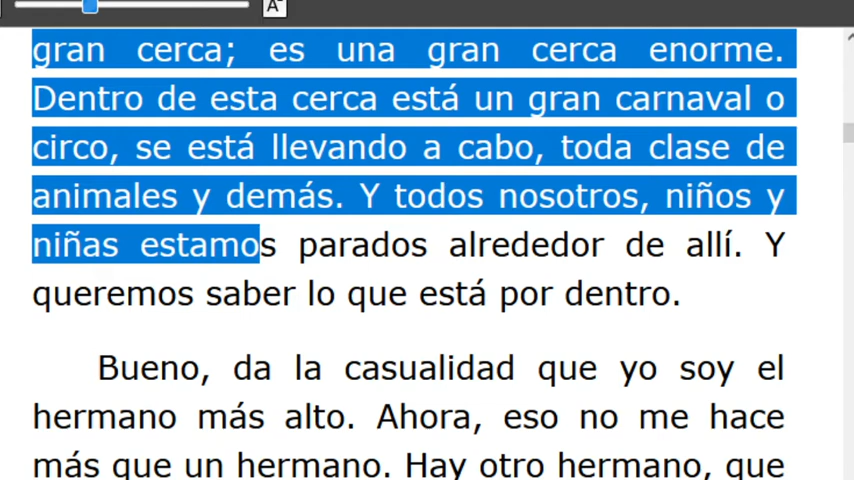 A
gran cerca; es una gran cerca enorme.
Dentro de esta cerca está un gran carnaval o
circo, se está llevando a cabo, toda clase de
animales y demás. Y todos nosotros, niños y
niñas estamos parados alrededor de allí. Y
queremos saber lo que está por dentro.
Bueno, da la casualidad que yo soy el
hermano más alto. Ahora, eso no me hace
más que un hermano. Hay otro hermano, que